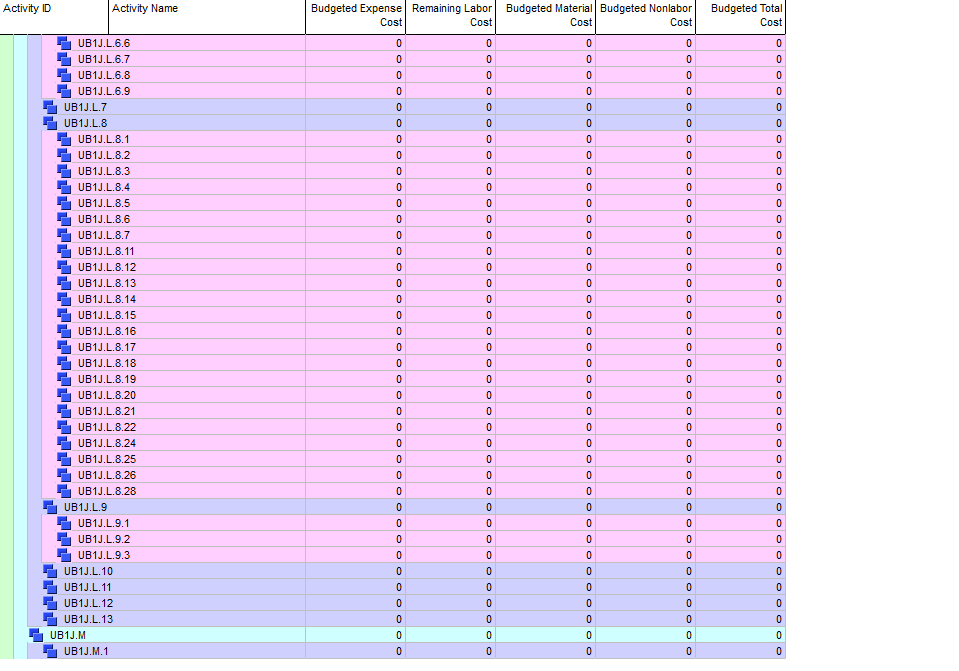 Activity ID Activity Name Budgeted Expense Cost Remaining Labor Cost Budgeted Material Cost Budgeted Nonlabor Cost Budgeted Total Cost
UB1J.L.6.6 0 0 0 0 0
UB1J.L.6.7 0 0 0 0 0
UB1J.L.6.8 0 0 0 0 0
UB1J.L.6.9 0 0 0 0 0
UB1J.L.7 0 0 0 0 0
UB1J.L.8 0 0 0 0 0
UB1J.L.8.1 0 0 0 0 0
UB1J.L.8.2 0 0 0 0 0
UB1J.L.8.3 0 0 0 0 0
UB1J.L.8.4 0 0 0 0 0
UB1J.L.8.5 0 0 0 0 0
UB1J.L.8.6 0 0 0 0 0
UB1J.L.8.7 0 0 0 0 0
UB1J.L.8.11 0 0 0 0 0
UB1J.L.8.12 0 0 0 0 0
UB1J.L.8.13 0 0 0 0 0
UB1J.L.8.14 0 0 0 0 0
UB1J.L.8.15 0 0 0 0 0
UB1J.L.8.16 0 0 0 0 0
UB1J.L.8.17 0 0 0 0 0
UB1J.L.8.18 0 0 0 0 0
UB1J.L.8.19 0 0 0 0 0
UB1J.L.8.20 0 0 0 0 0
UB1J.L.8.21 0 0 0 0 0
UB1J.L.8.22 0 0 0 0 0
UB1J.L.8.24 0 0 0 0 0
UB1J.L.8.25 0 0 0 0 0
UB1J.L.8.26 0 0 0 0 0
UB1J.L.8.28 0 0 0 0 0
UB1J.L.9 0 0 0 0 0
UB1J.L.9.1 0 0 0 0 0
UB1J.L.9.2 0 0 0 0 0
UB1J.L.9.3 0 0 0 0 0
UB1J.L.10 0 0 0 0 0
UB1J.L.11 0 0 0 0 0
UB1J.L.12 0 0 0 0 0
UB1J.L.13 0 0 0 0 0
UB1J.M 0 0 0 0 0
UB1J.M.1 0 0 0 0 0